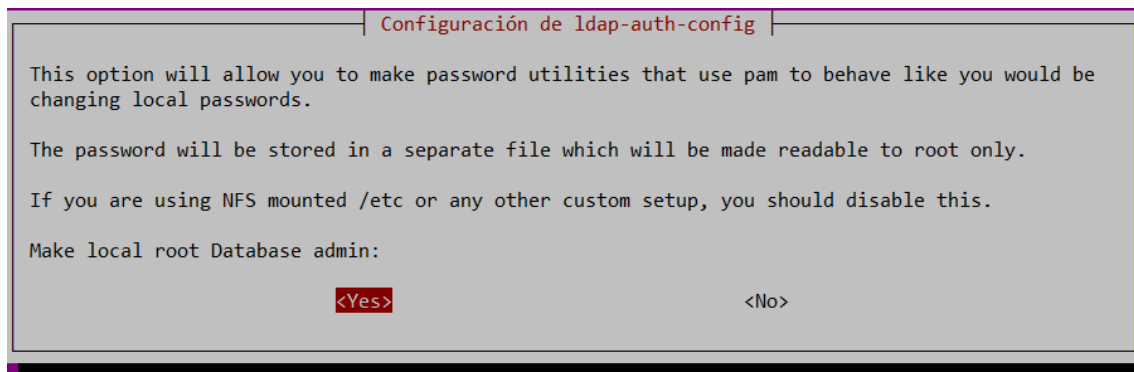 Configuración de ldap-auth-config
This option will allow you to make password utilities that use pam to behave like you would be
changing local passwords.
The password will be stored in a separate file which will be made readable to root only.
If you are using NFS mounted /etc or any other custom setup, you should disable this.
Make local root Database admin:
<Yes> <No>